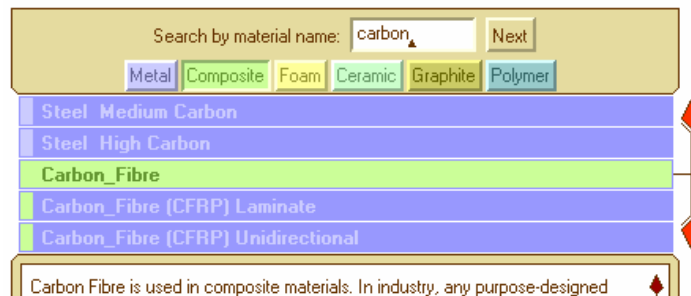 Search by material name: carbon Next
Metal Composite Foam Ceramic Graphite Polymer
Steel Medium Carbon
Steel High Carbon
Carbon_Fibre
Carbon_Fibre (CFRP) Laminate
Carbon_Fibre (CFRP) Unidirectional
Carbon Fibre is used in composite materials. In industry, any purpose-designed